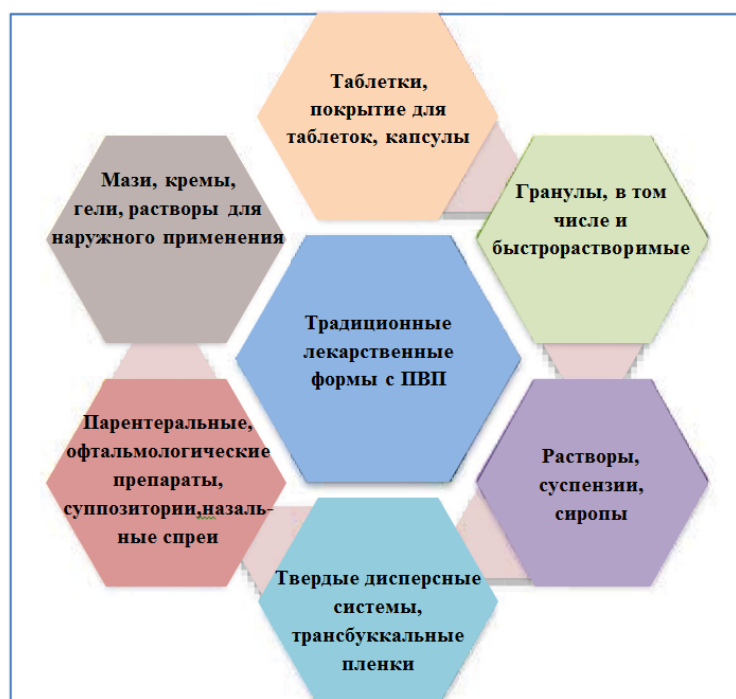 Таблетки,
покрытие для
таблеток, капсулы
Гранулы, в том
числе и
быстрорастворимые
Мази, кремы,
гели, растворы для
наружного применения
Традиционные
лекарственные
формы с ПВП
Парентеральные,
офтальмологические
препараты,
суппозитории,назаль-
ные спреи
Растворы,
суспензии,
сиропы
Твердые дисперсные
системы,
трансбуккальные
пленки